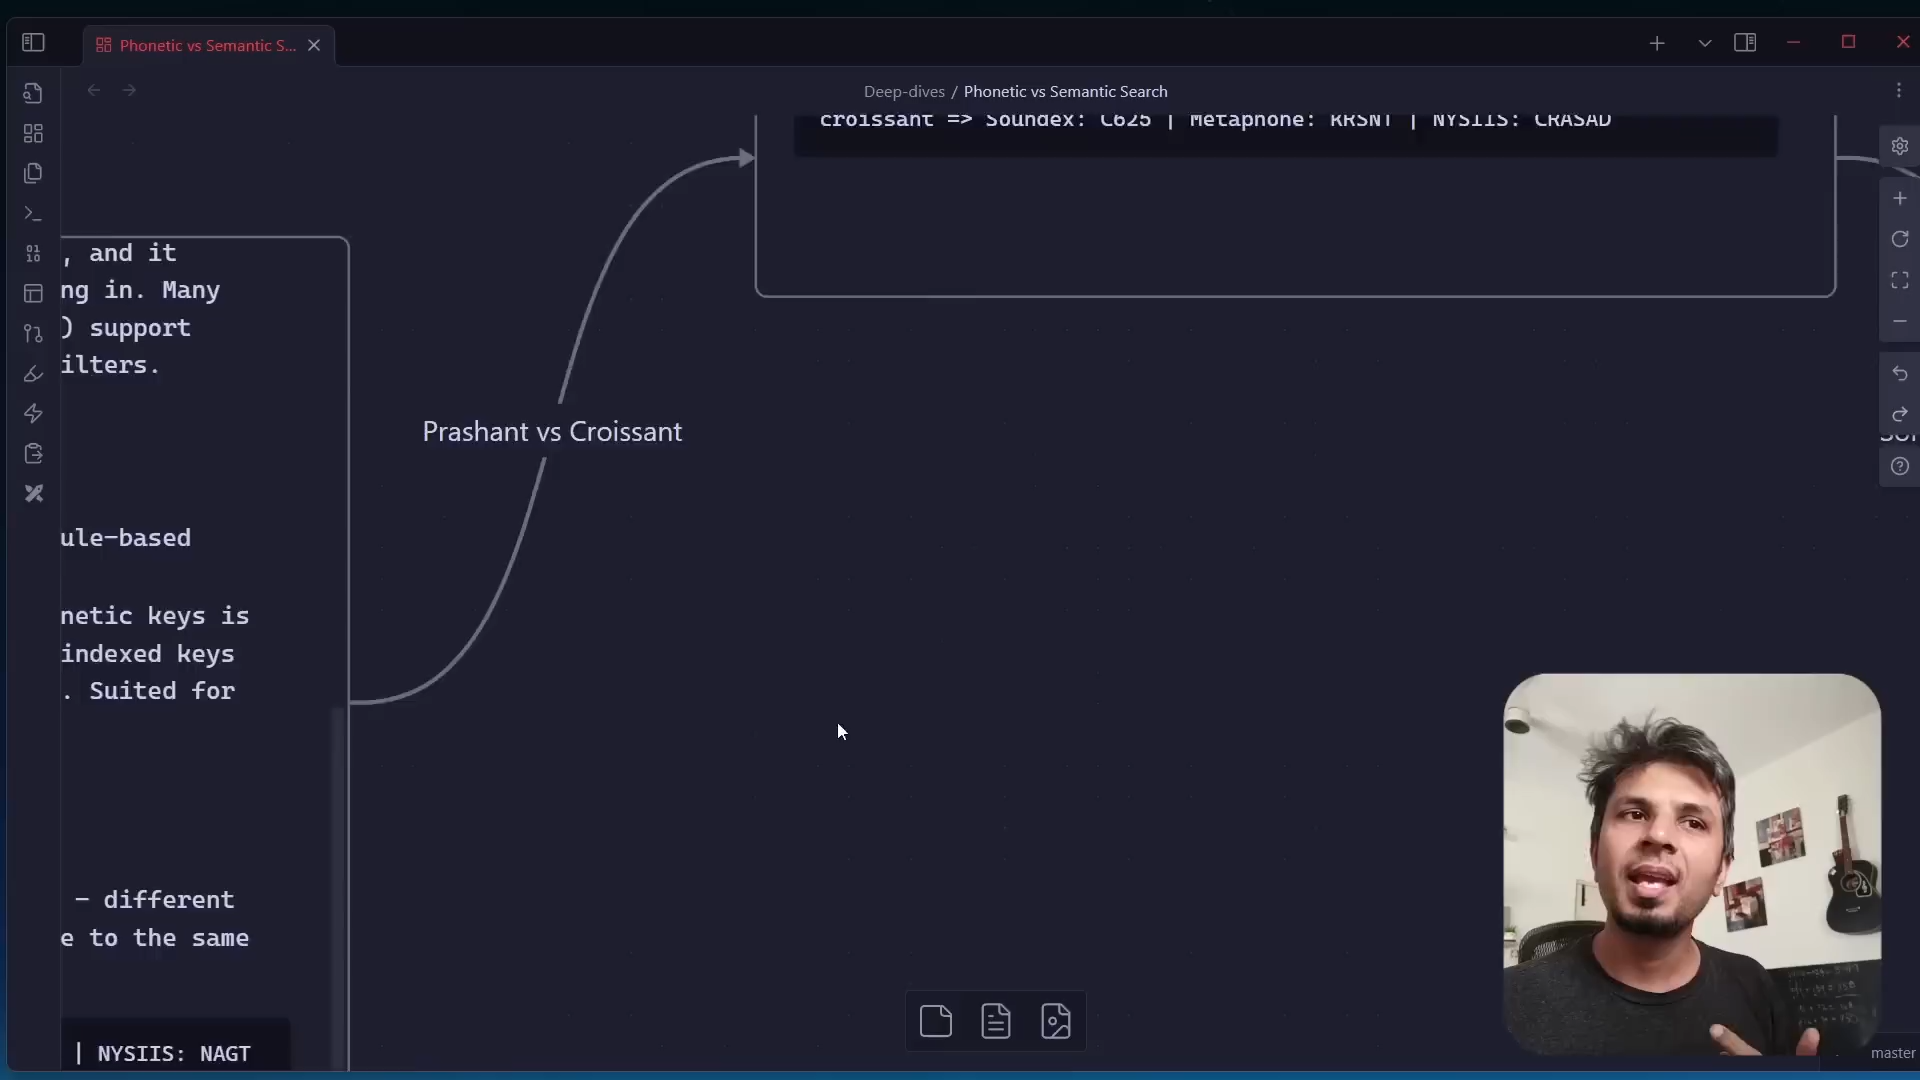 Phonetic vs Semantic S...
Deep-dives / Phonetic vs Semantic Search
croissant => Soundex: C625 | Metaphone: KRSNT | NYSIIS: CRASAD
, and it
ng in. Many
) support
ilters.
Prashant vs Croissant
ule-based
netic keys is
indexed keys
. Suited for
– different
e to the same
| NYSIIS: NAGT
master